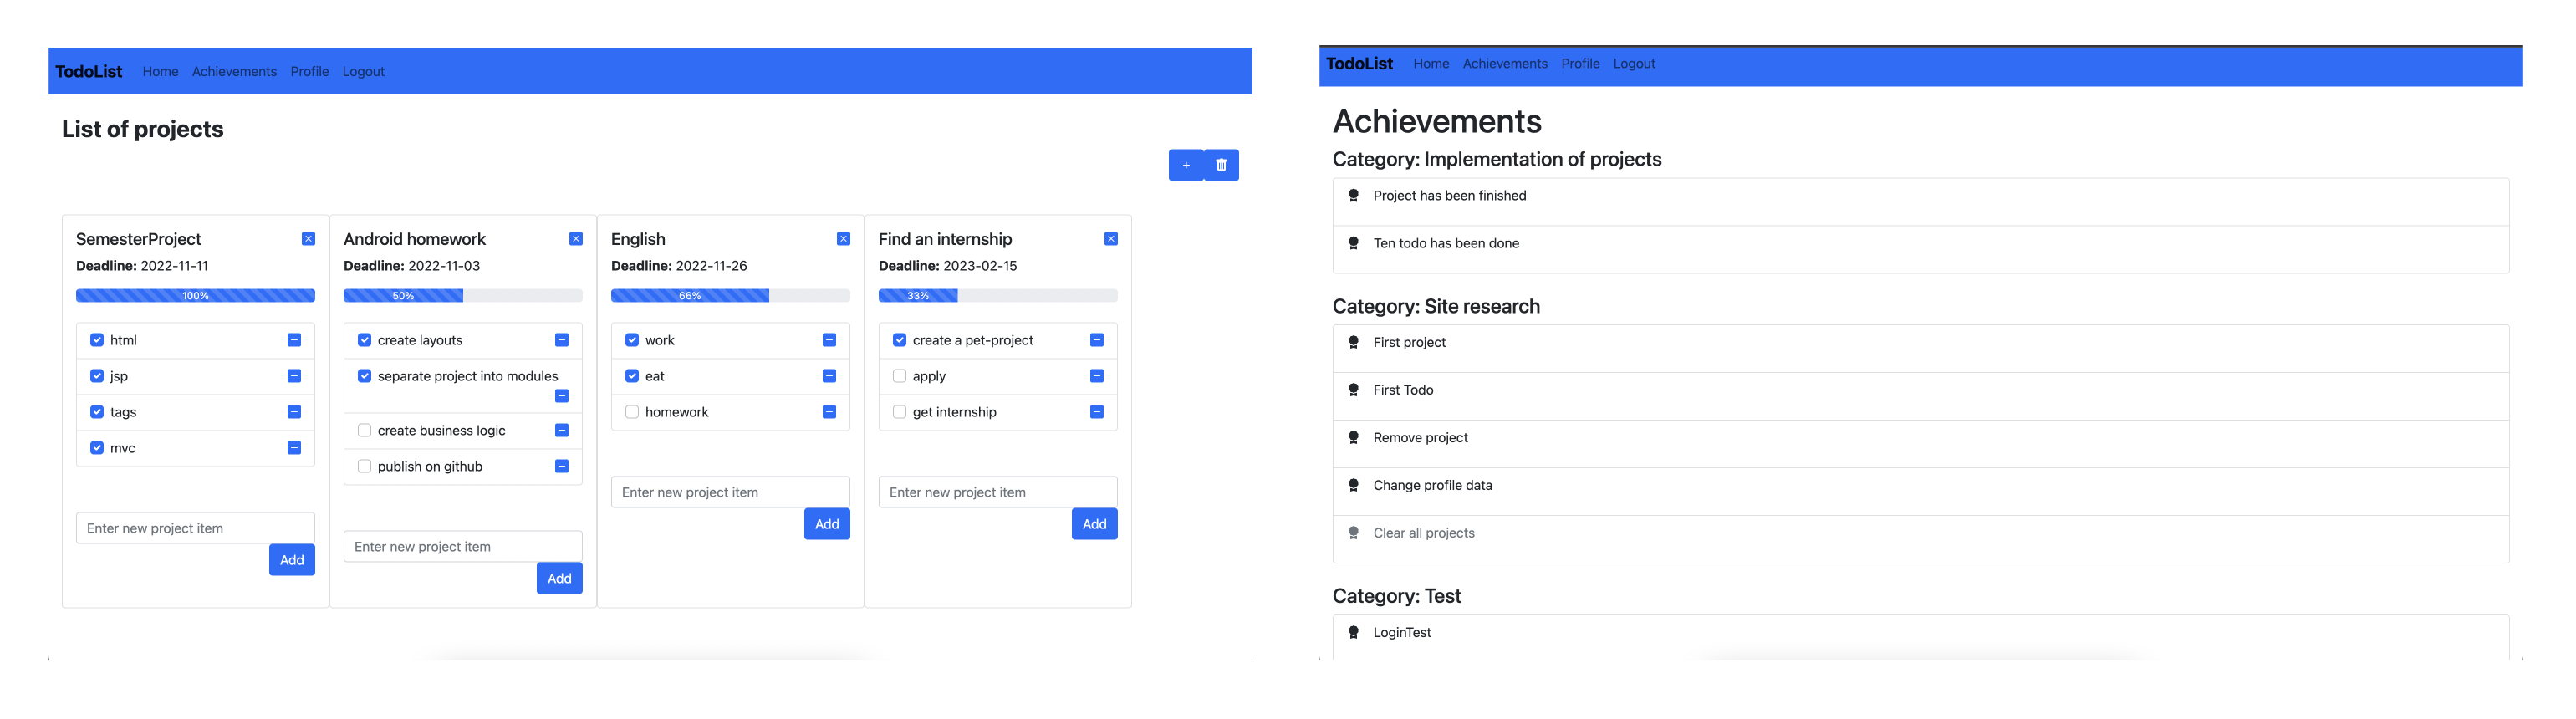 TodoList Home Achievements Profile Logout
List of projects
+
SemesterProject
Deadline: 2022-11-11
100%
html
jsp
tags
mvc
Enter new project item
Add
Android homework
Deadline: 2022-11-03
50%
create layouts
separate project into modules
create business logic
publish on github
Enter new project item
Add
English
Deadline: 2022-11-26
66%
work
eat
homework
Enter new project item
Add
Find an internship
Deadline: 2023-02-15
33%
create a pet-project
apply
get internship
Enter new project item
Add
TodoList Home Achievements Profile Logout
Achievements
Category: Implementation of projects
Project has been finished
Ten todo has been done
Category: Site research
First project
First Todo
Remove project
Change profile data
Clear all projects
Category: Test
LoginTest